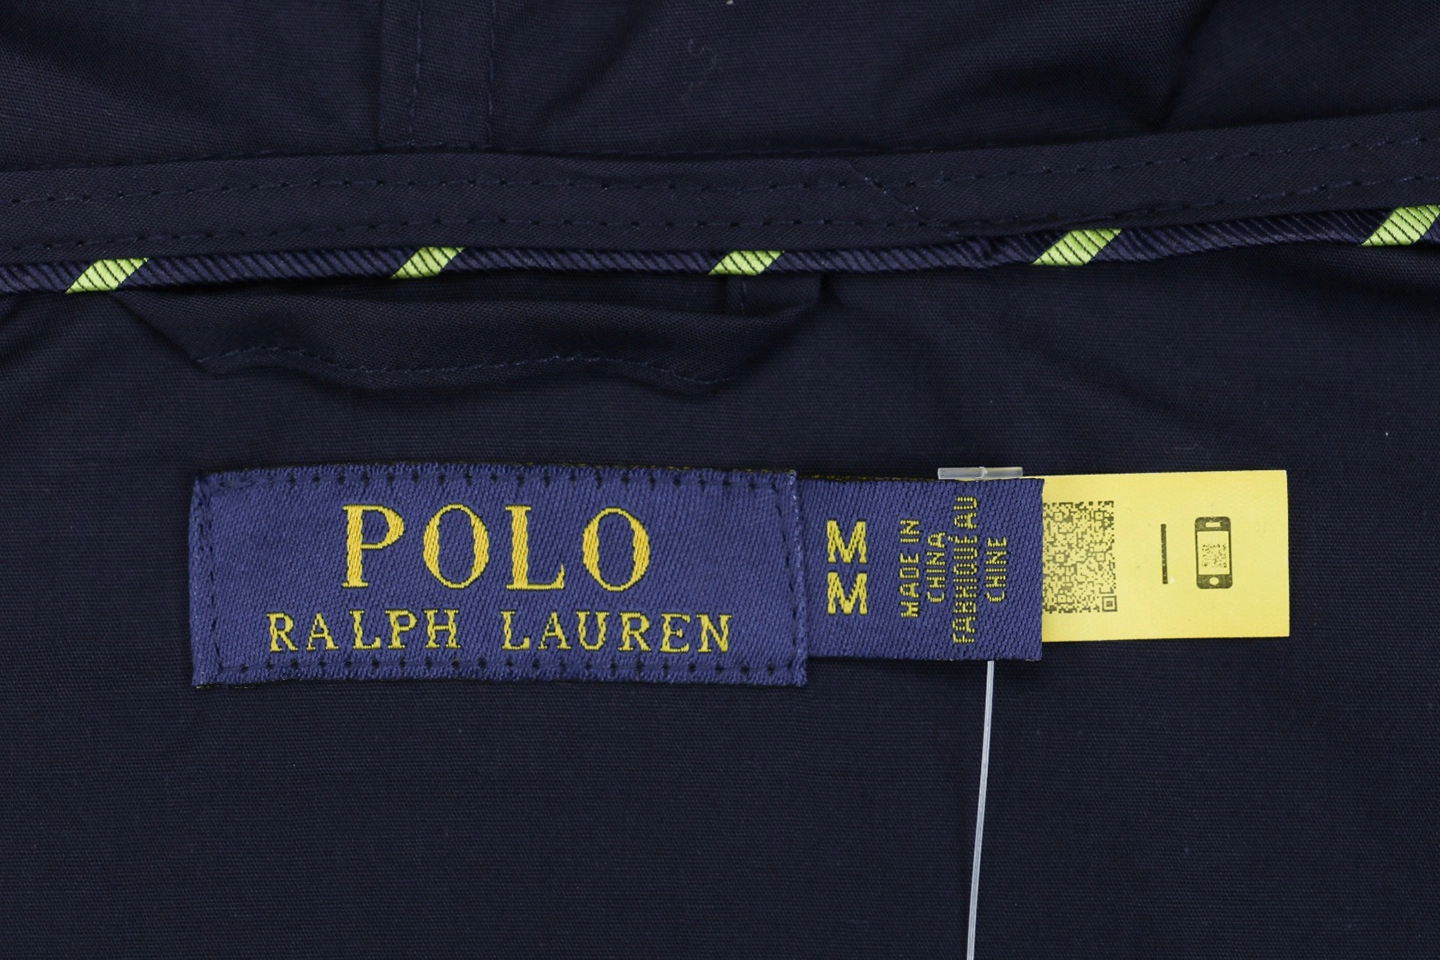 POLO
RALPH LAUREN
M
M
MADE IN
CHINA
FABRIQUÉ AU
CHINE